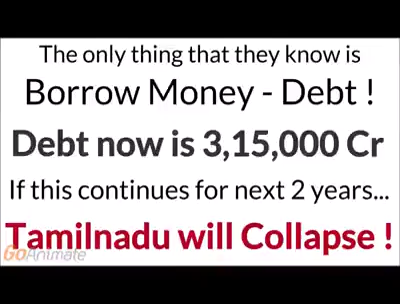 The only thing that they know is
Borrow Money - Debt !
Debt now is 3,15,000 Cr
If this continues for next 2 years...
Tamilnadu will Collapse !
GoAnimate